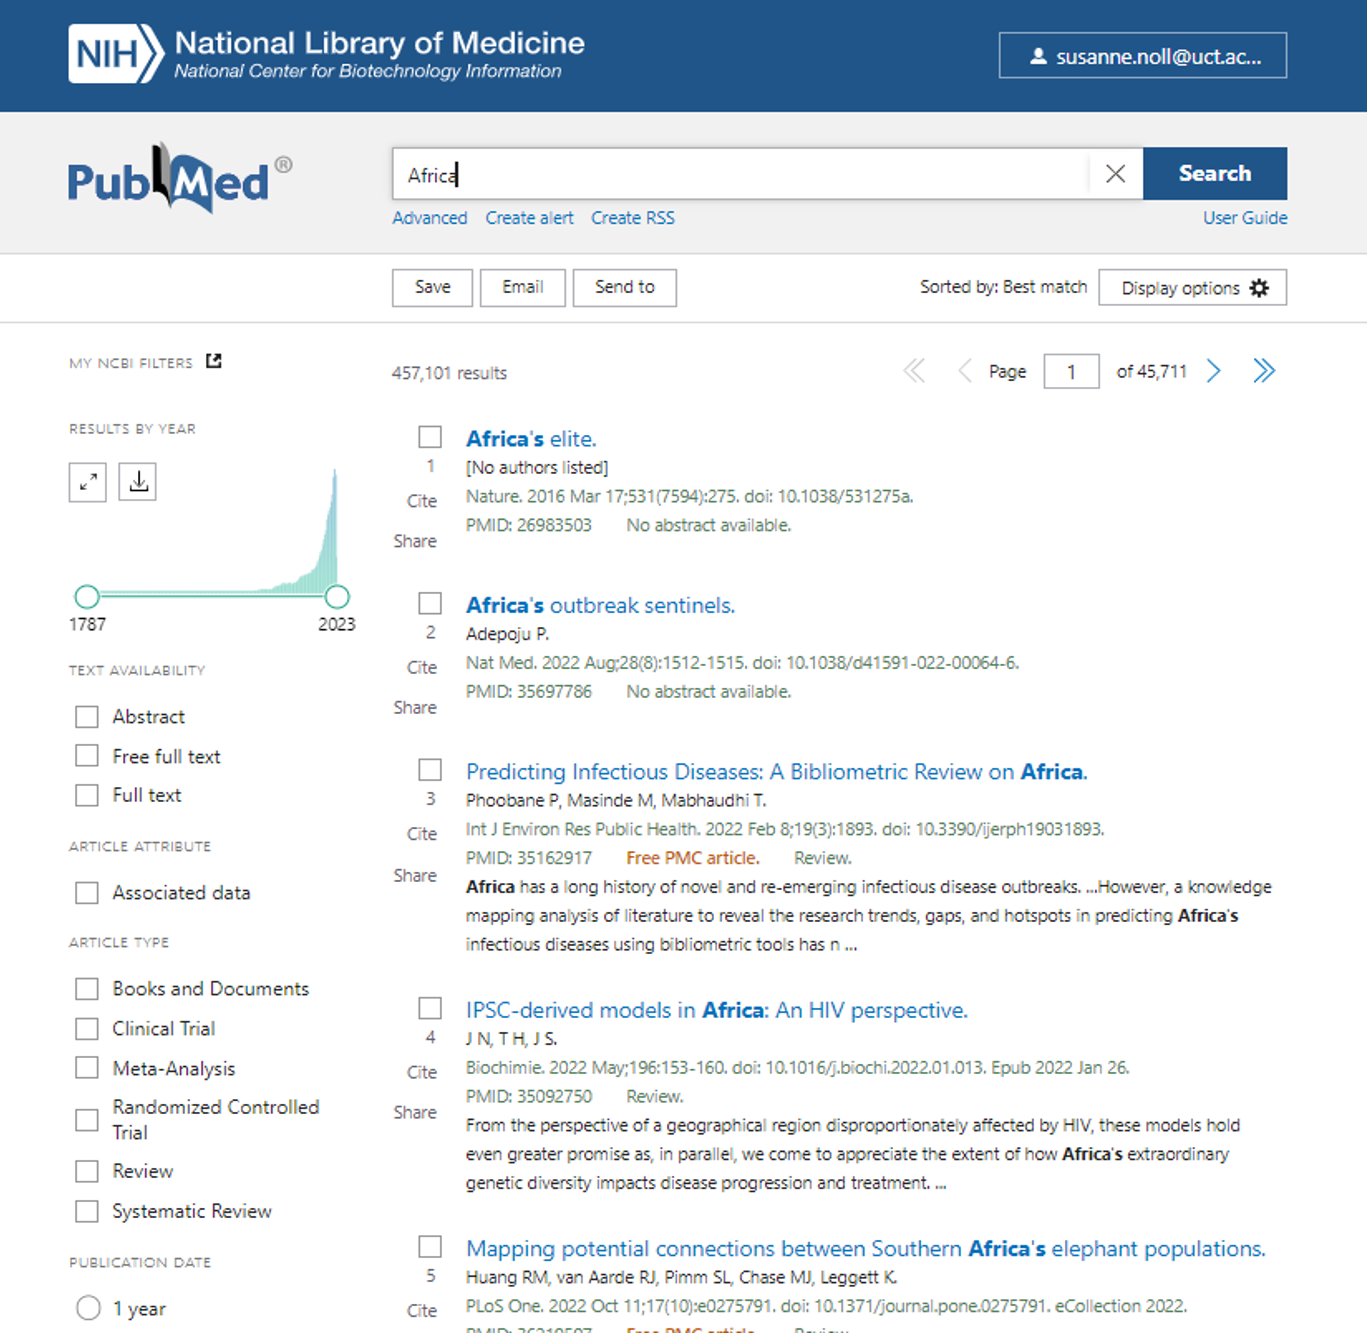 NIH National Library of Medicine
National Center for Biotechnology Information
susanne.noll@uct.ac...
PubMed®
Africa
Search
Advanced Create alert Create RSS
User Guide
Save Email Send to
Sorted by: Best match Display options
MY NCBI FILTERS
457,101 results
Page 1 of 45,711
RESULTS BY YEAR
1787 2023
TEXT AVAILABILITY
Abstract
Free full text
Full text
ARTICLE ATTRIBUTE
Associated data
ARTICLE TYPE
Books and Documents
Clinical Trial
Meta-Analysis
Randomized Controlled
Trial
Review
Systematic Review
PUBLICATION DATE
1 year
Africa's elite.
1
[No authors listed]
Cite
Nature. 2016 Mar 17;531(7594):275. doi: 10.1038/531275a.
PMID: 26983503 No abstract available.
Share
Africa's outbreak sentinels.
2
Adepoju P.
Cite
Nat Med. 2022 Aug;28(8):1512-1515. doi: 10.1038/d41591-022-00064-6.
PMID: 35697786 No abstract available.
Share
Predicting Infectious Diseases: A Bibliometric Review on Africa.
3
Phoobane P, Masinde M, Mabhaudhi T.
Cite
Int J Environ Res Public Health. 2022 Feb 8;19(3):1893. doi: 10.3390/ijerph19031893.
PMID: 35162917 Free PMC article. Review.
Share
Africa has a long history of novel and re-emerging infectious disease outbreaks. ...However, a knowledge
mapping analysis of literature to reveal the research trends, gaps, and hotspots in predicting Africa's
infectious diseases using bibliometric tools has n ...
IPSC-derived models in Africa: An HIV perspective.
4
J N, T H, J S.
Cite
Biochimie. 2022 May;196:153-160. doi: 10.1016/j.biochi.2022.01.013. Epub 2022 Jan 26.
PMID: 35092750 Review.
Share
From the perspective of a geographical region disproportionately affected by HIV, these models hold
even greater promise as, in parallel, we come to appreciate the extent of how Africa's extraordinary
genetic diversity impacts disease progression and treatment. ...
Mapping potential connections between Southern Africa's elephant populations.
5
Huang RM, van Aarde RJ, Pimm SL, Chase MJ, Leggett K.
Cite
PLoS One. 2022 Oct 11;17(10):e0275791. doi: 10.1371/journal.pone.0275791. eCollection 2022.
Free PMC article. Review